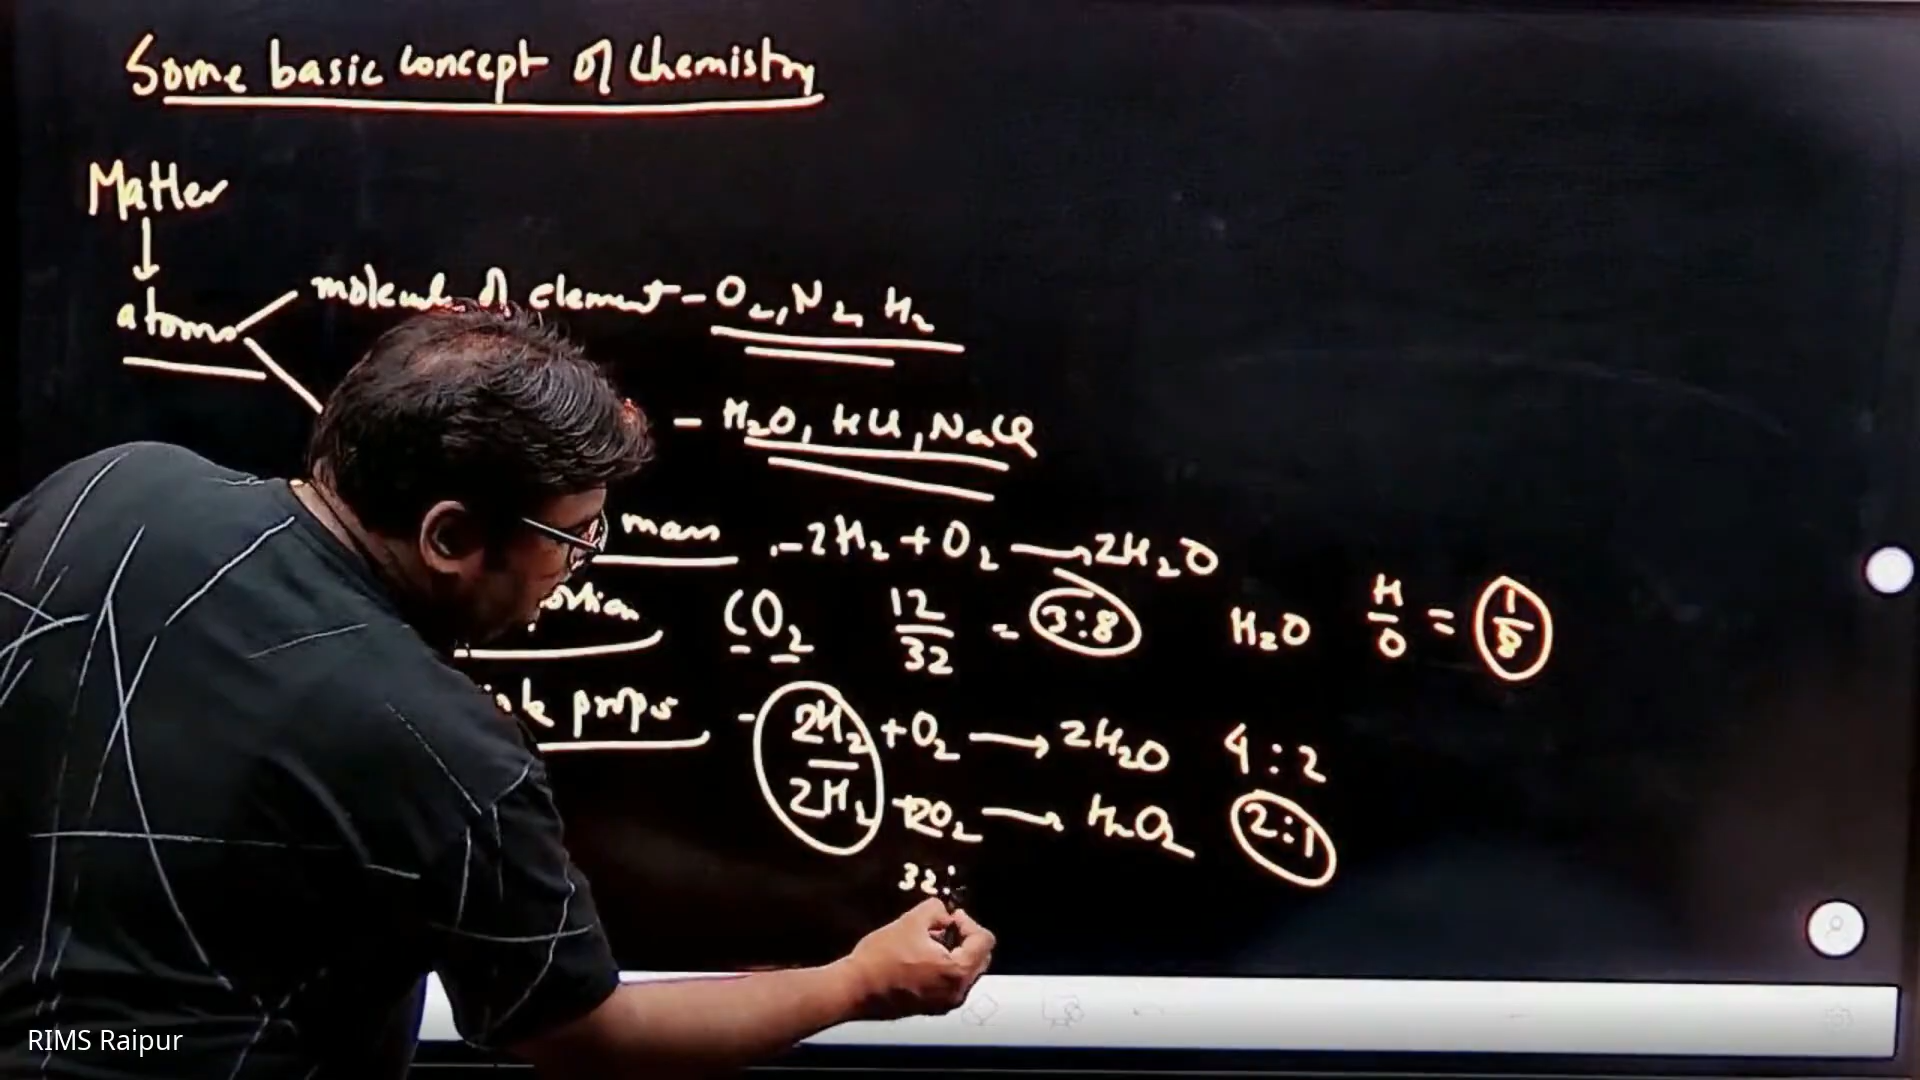 Some basic concept of Chemistry
Matter
atoms
molecule of element - O₂, N₂, H₂
- H₂O, HCl, NaCl
mass - 2H₂ + O₂ → 2H₂O
CO₂ 12/32 = 3:8 H₂O H/O = 1/8
propo - 2H₂ + O₂ → 2H₂O 4:2
2H₂ + 2O₂ → H₂O₂ 2:1
32:
RIMS Raipur